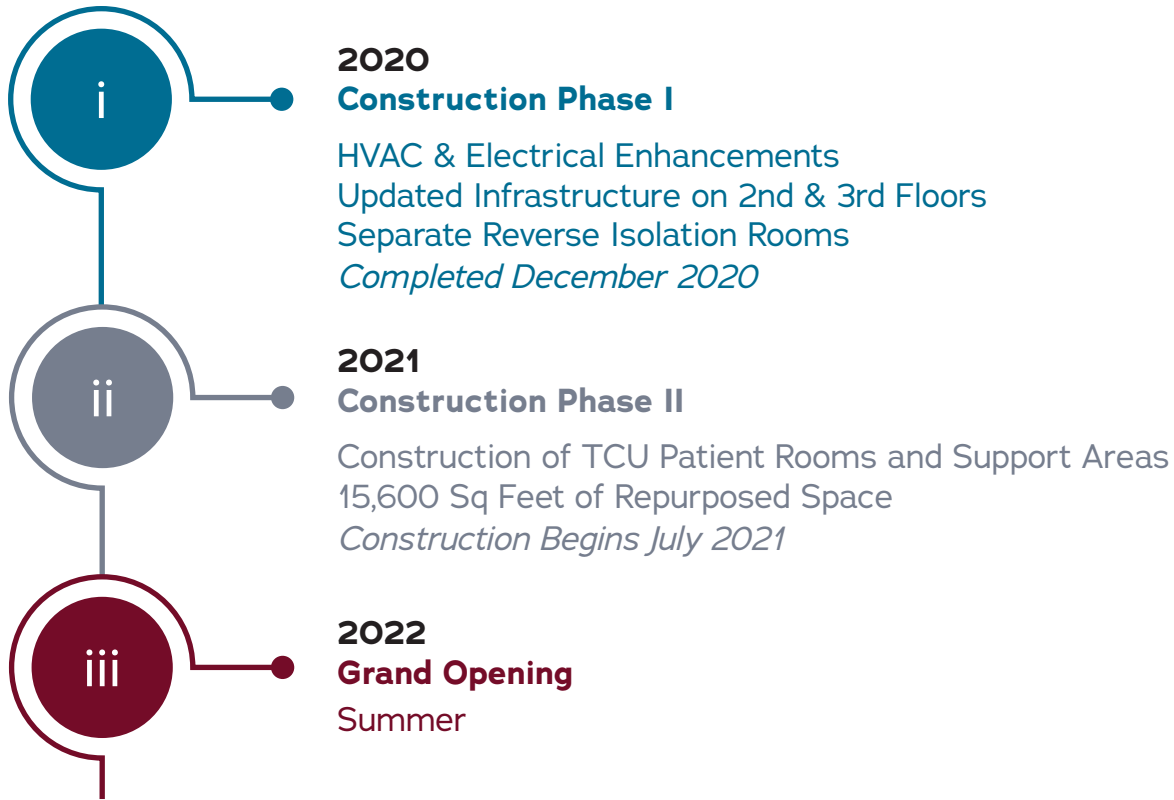 i
2020
Construction Phase I
HVAC & Electrical Enhancements
Updated Infrastructure on 2nd & 3rd Floors
Separate Reverse Isolation Rooms
Completed December 2020
ii
2021
Construction Phase II
Construction of TCU Patient Rooms and Support Areas
15,600 Sq Feet of Repurposed Space
Construction Begins July 2021
iii
2022
Grand Opening
Summer